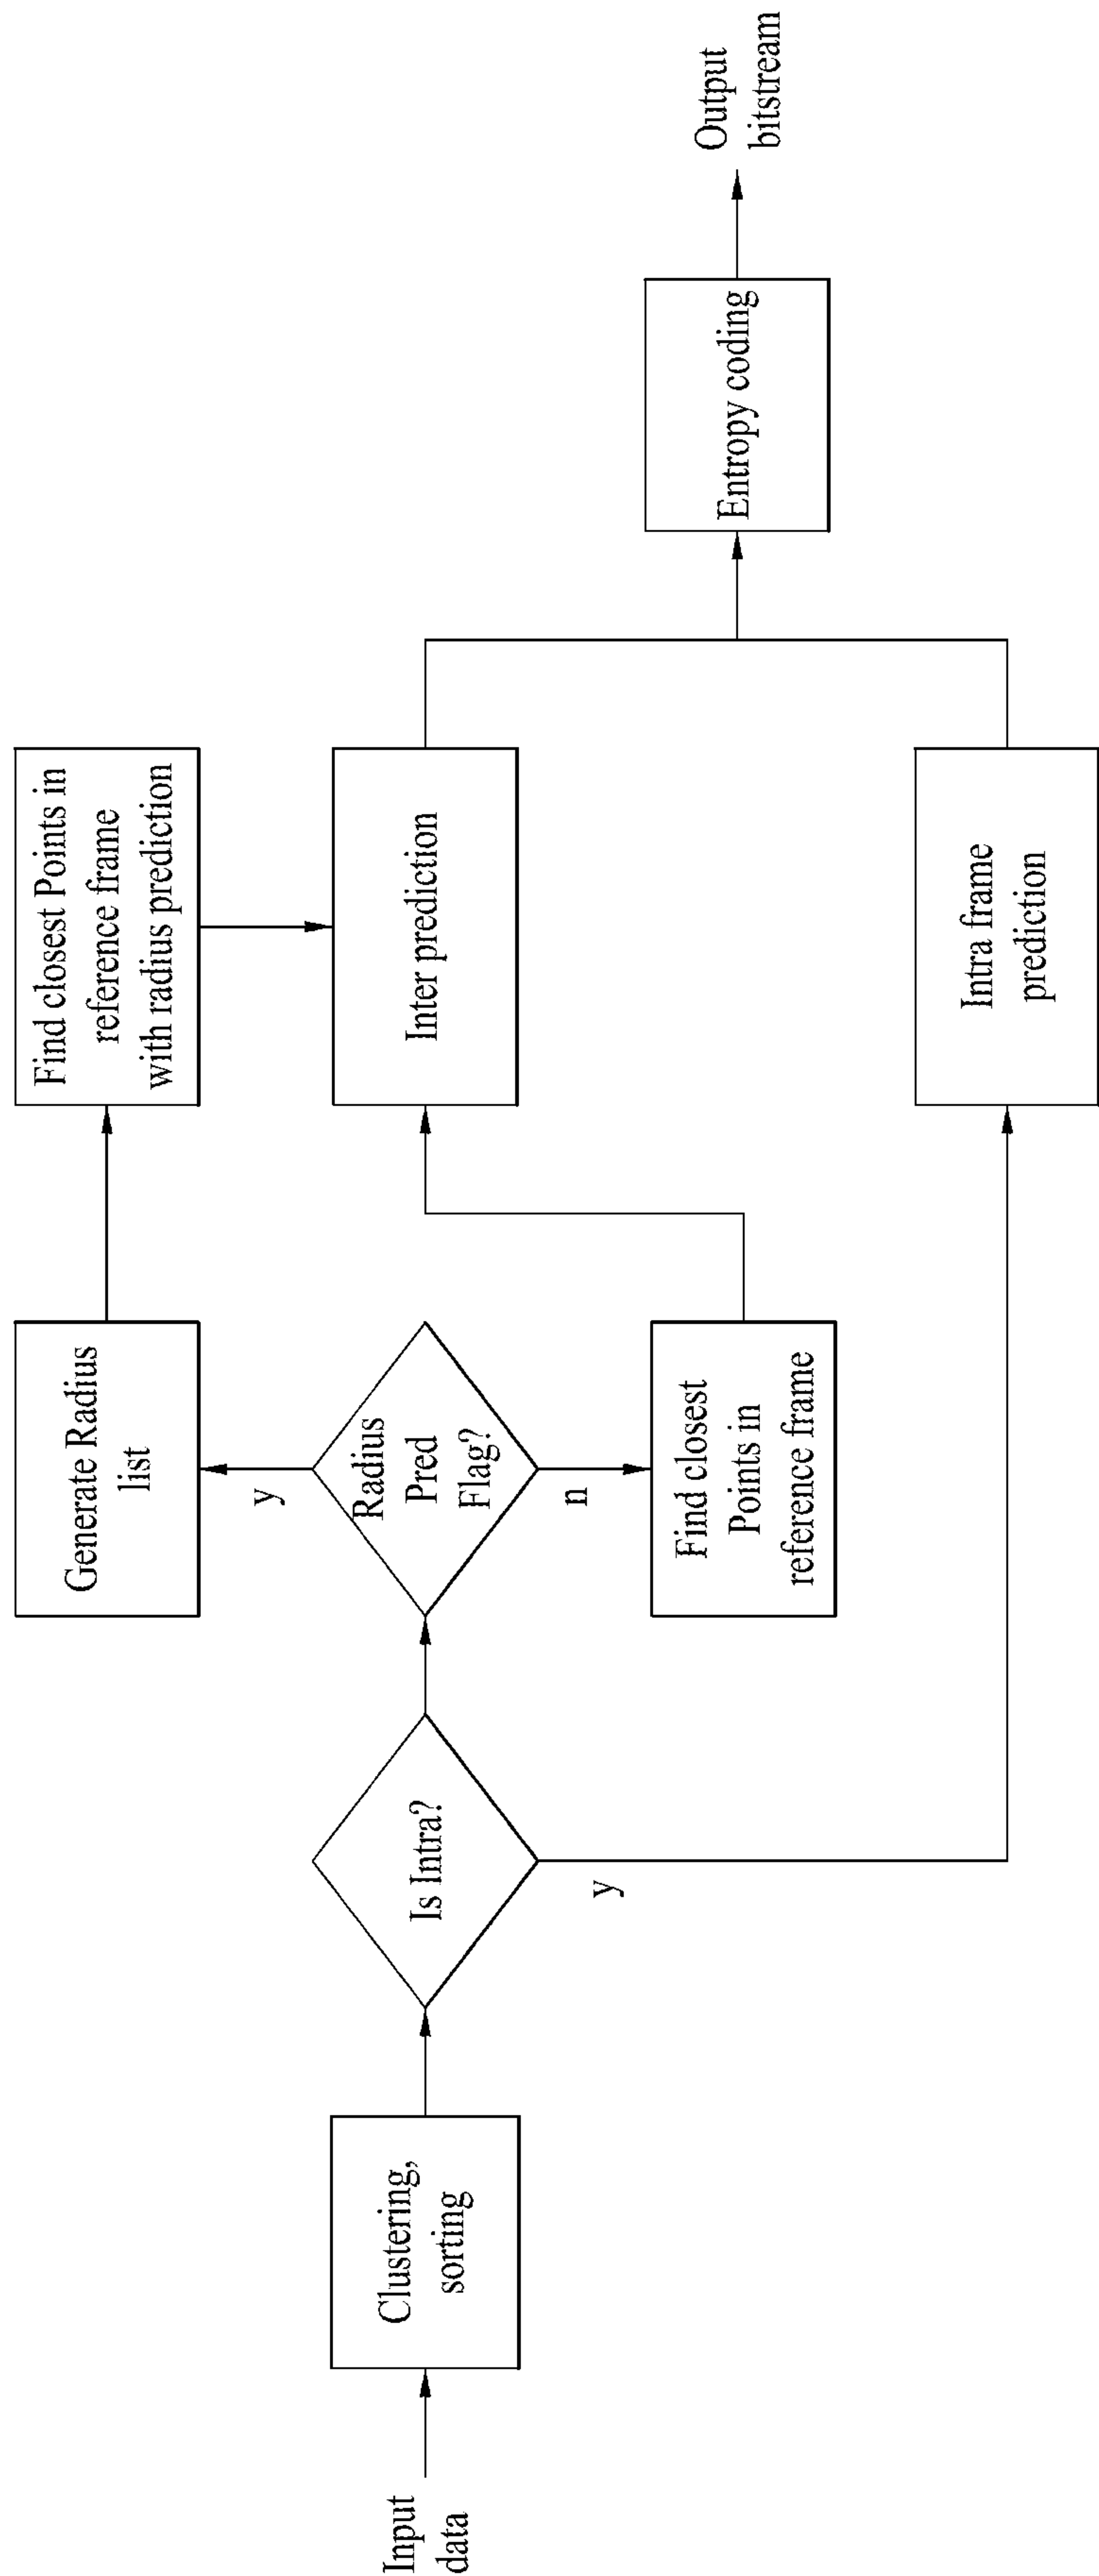 Input
data
Clustering,
sorting
Is Intra?
y
Radius
Pred
Flag?
y
n
Generate Radius
list
Find closest
Points in
reference frame
Find closest Points in
reference frame
with radius prediction
Inter prediction
Intra frame
prediction
Entropy coding
Output
bitstream